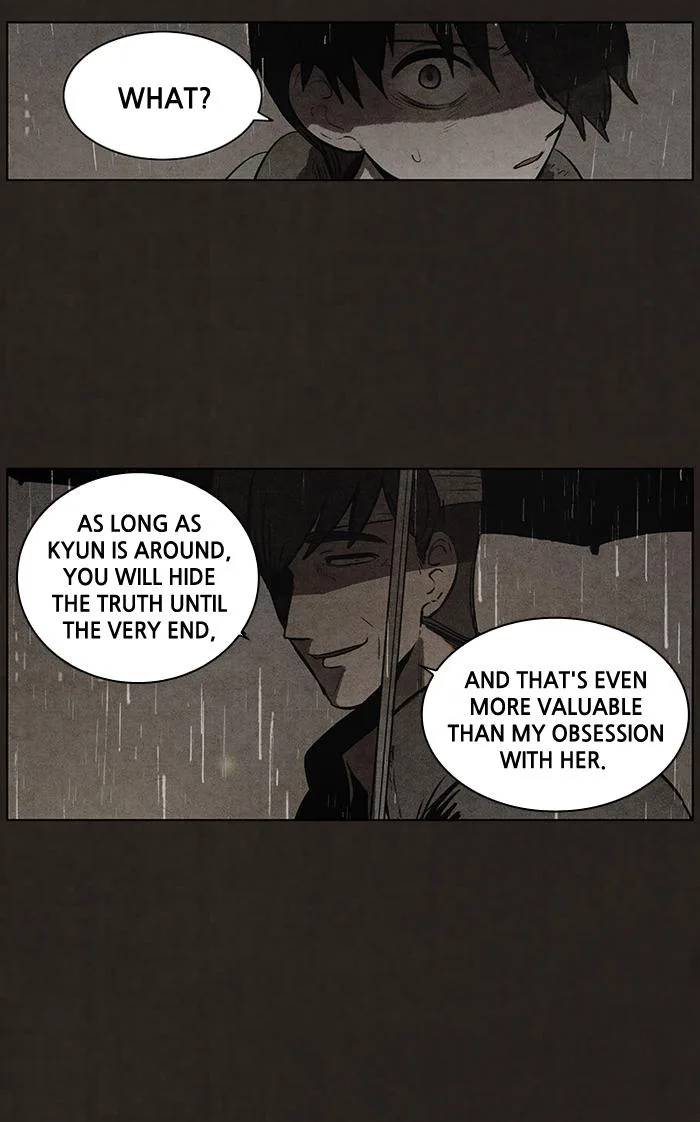 WHAT?
AS LONG AS
KYUN IS AROUND,
YOU WILL HIDE
THE TRUTH UNTIL
THE VERY END,
AND THAT'S EVEN
MORE VALUABLE
THAN MY OBSESSION
WITH HER.